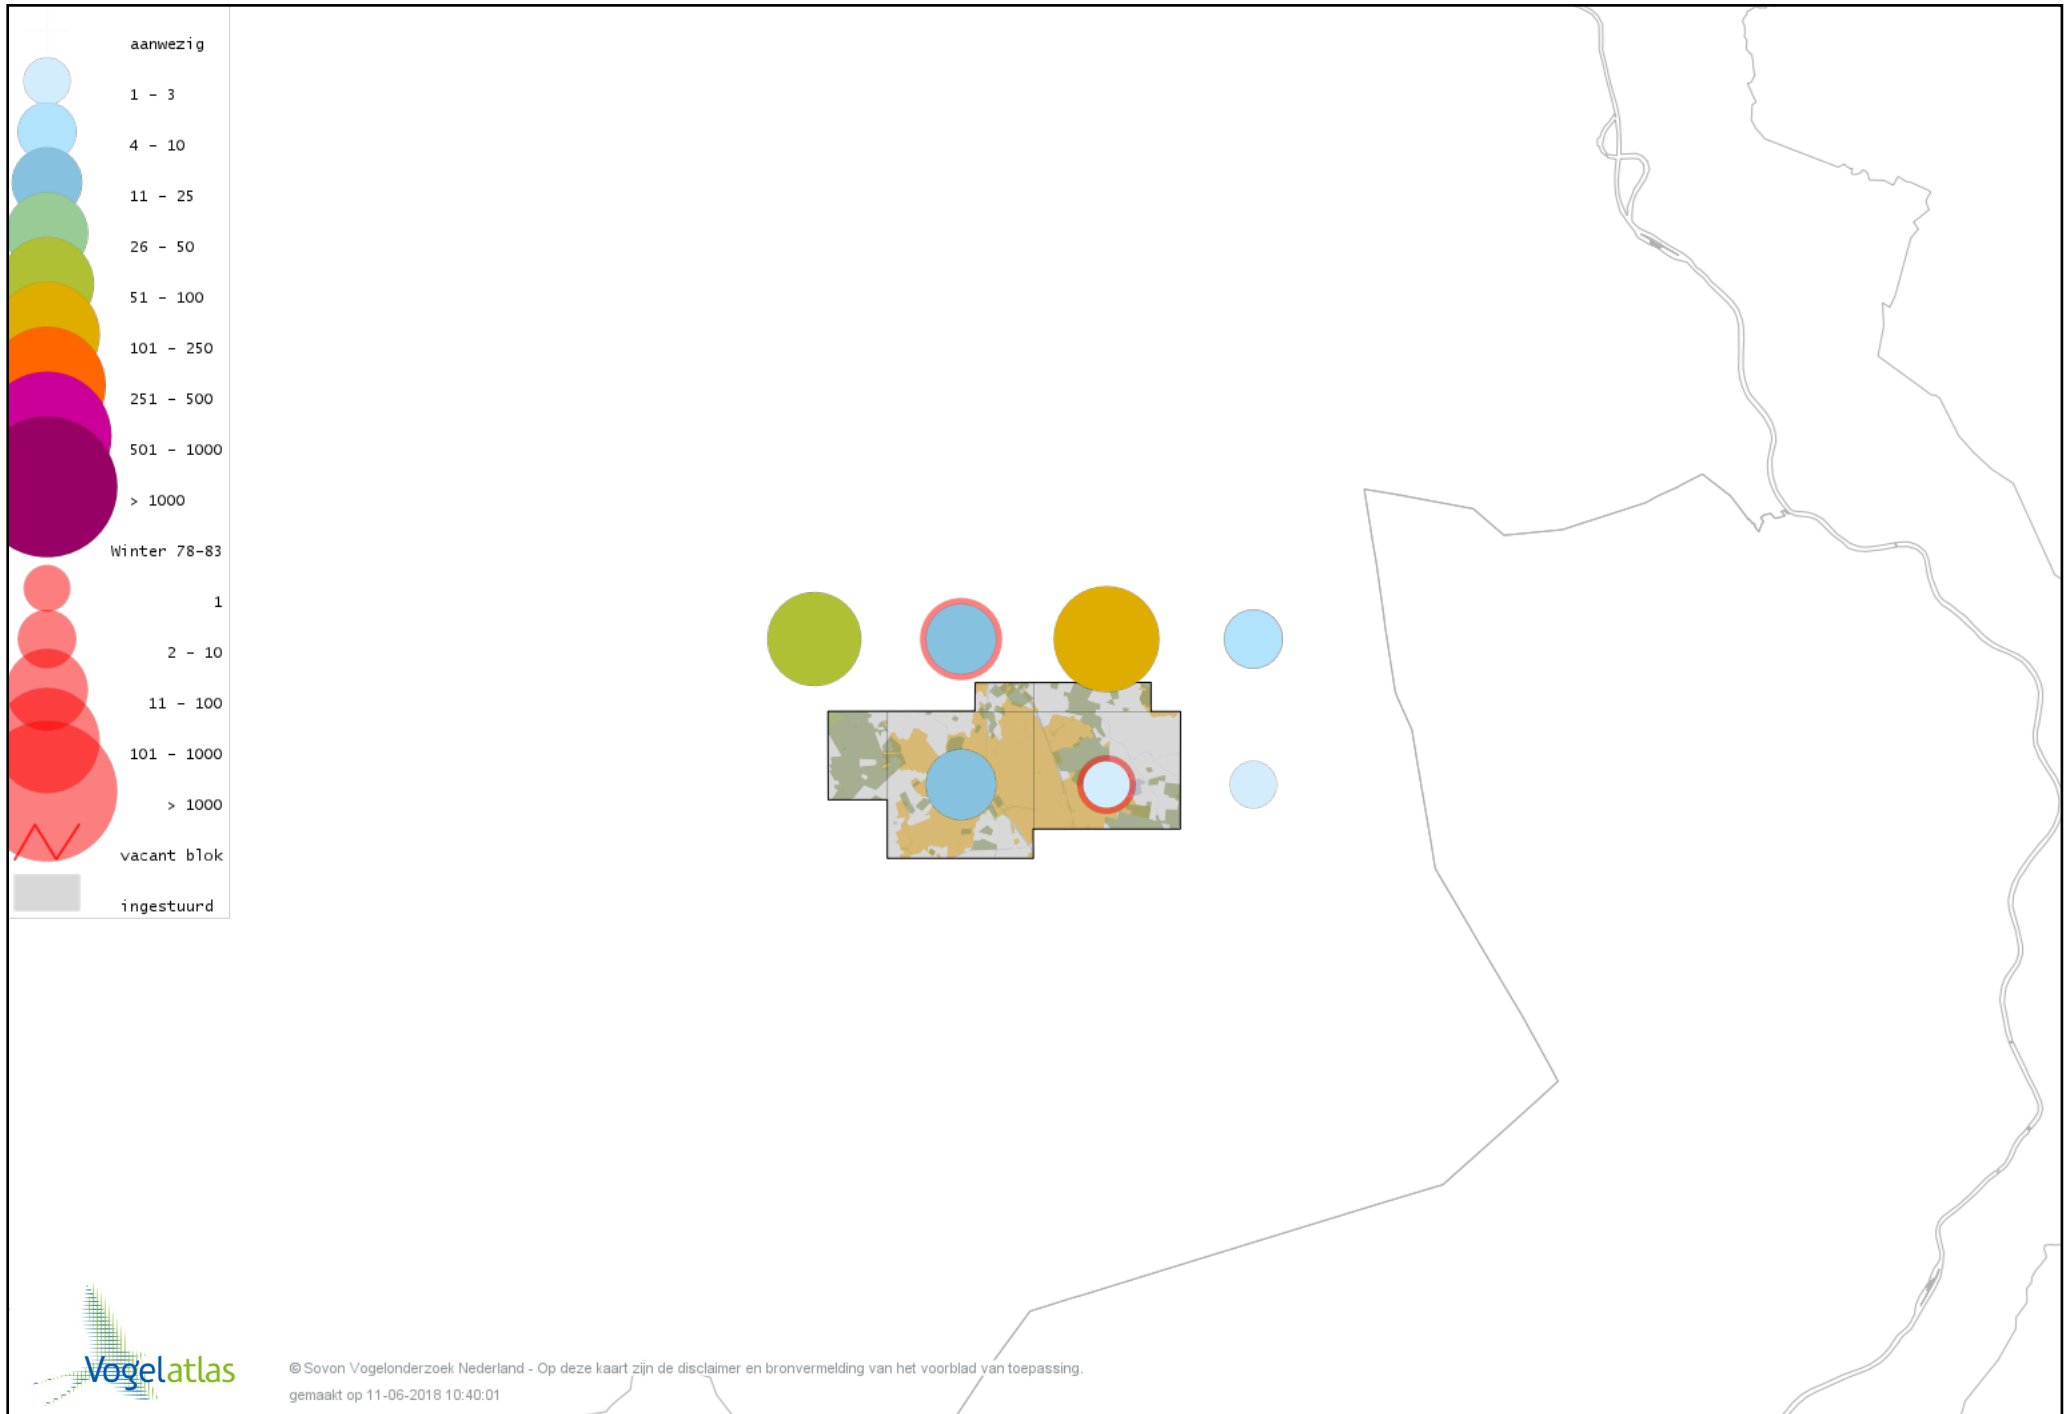 aanwezig
1 - 3
4 - 10
11 - 25
26 - 50
51 - 100
101 - 250
251 - 500
501 - 1000
> 1000
Winter 78-83
1
2 - 10
11 - 100
101 - 1000
> 1000
vacant blok
ingestuurd
Vogelatlas
© Sovon Vogelonderzoek Nederland - Op deze kaart zijn de disclaimer en bronvermelding van het voorblad van toepassing.
gemaakt op 11-06-2018 10:40:01